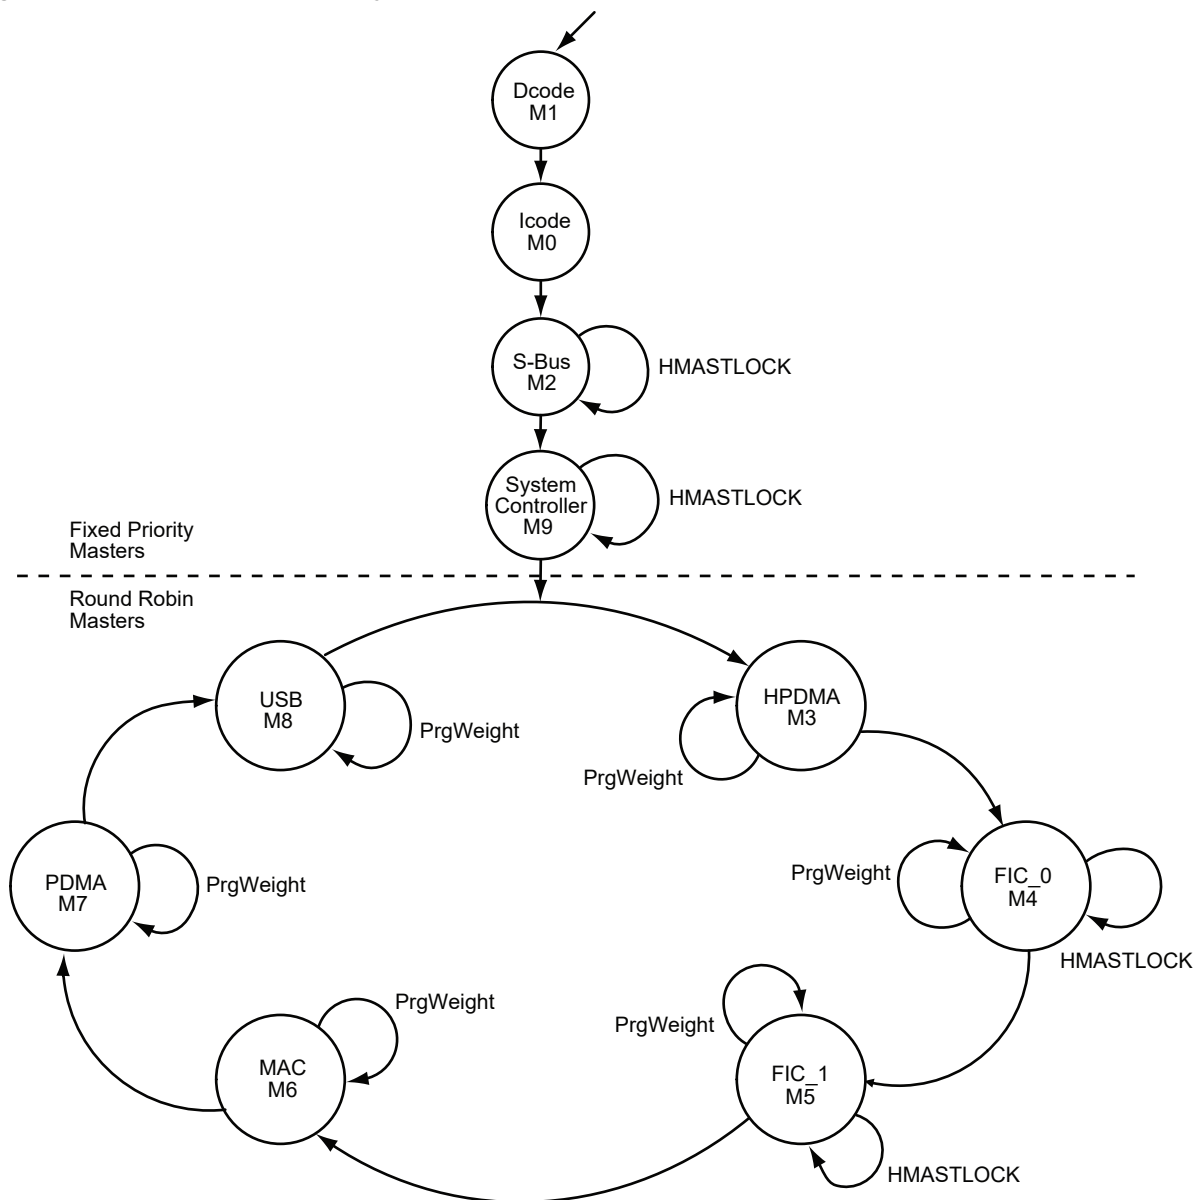 Dcode
M1
Icode
M0
S-Bus
M2
HMASTLOCK
System
Controller
M9
HMASTLOCK
Fixed Priority
Masters
Round Robin
Masters
USB
M8
PrgWeight
HPDMA
M3
PrgWeight
PDMA
M7
PrgWeight
PrgWeight
FIC_0
M4
HMASTLOCK
MAC
M6
PrgWeight
PrgWeight
FIC_1
M5
HMASTLOCK